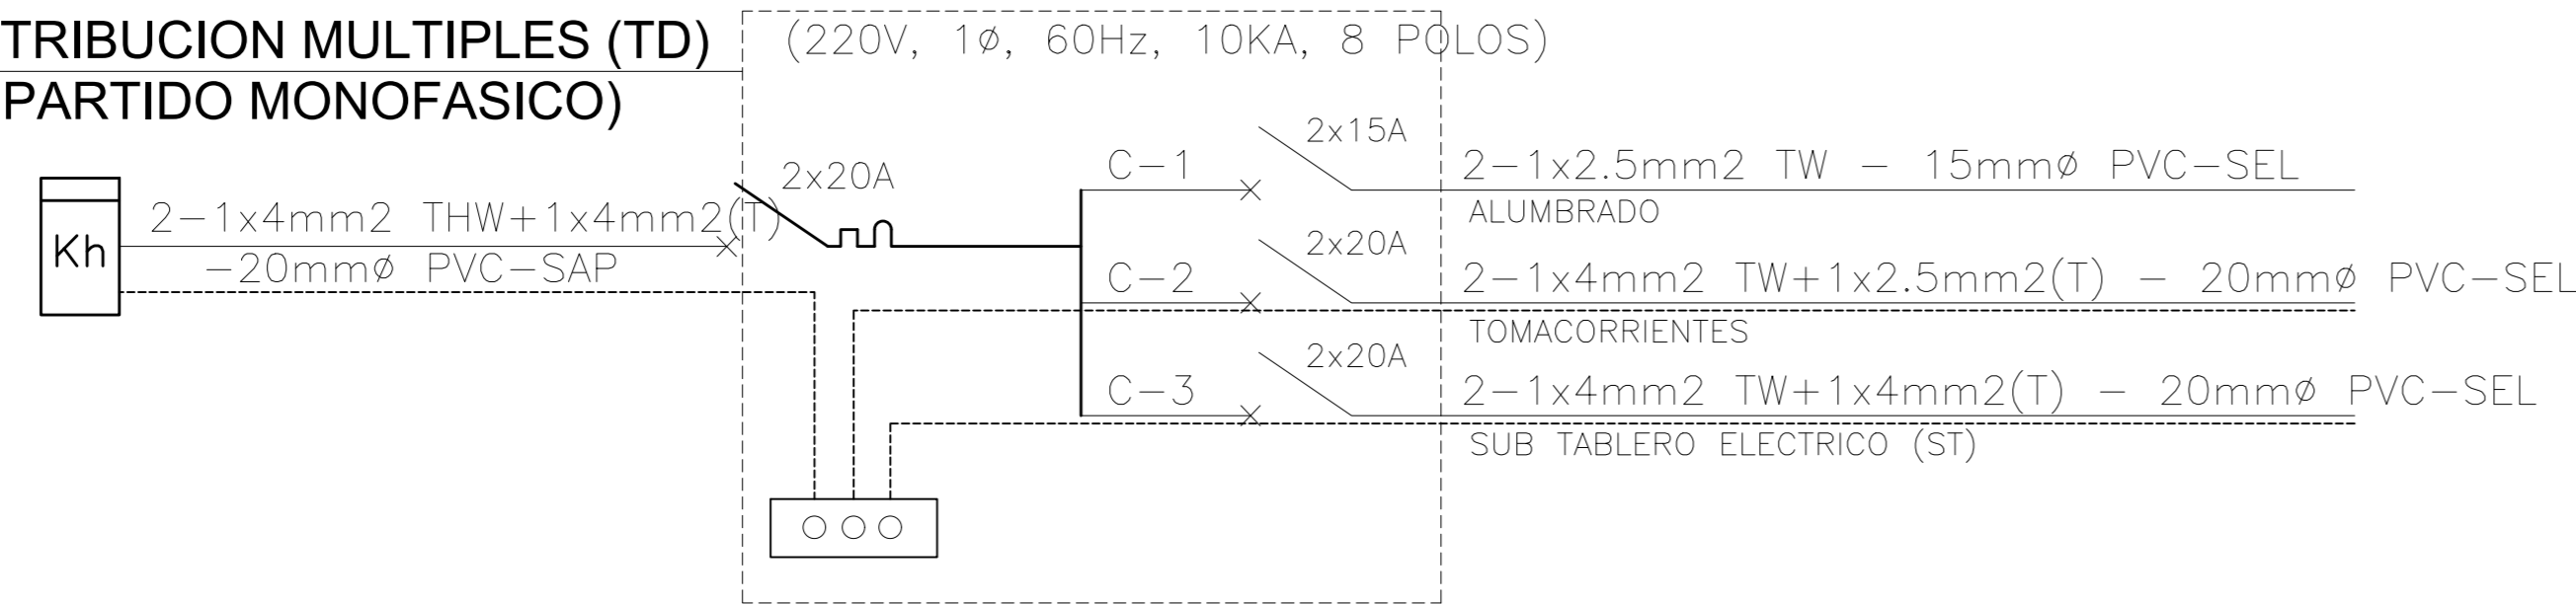 TRIBUCION MULTIPLES (TD)
PARTIDO MONOFASICO)
(220V, 1ø, 60Hz, 10KA, 8 POLOS)
Kh
2-1x4mm2 THW+1x4mm2(T)
-20mmø PVC-SAP
2x20A
C-1
2x15A
2-1x2.5mm2 TW - 15mmø PVC-SEL
ALUMBRADO
C-2
2x20A
2-1x4mm2 TW+1x2.5mm2(T) - 20mmø PVC-SEL
TOMACORRIENTES
C-3
2x20A
2-1x4mm2 TW+1x4mm2(T) - 20mmø PVC-SEL
SUB TABLERO ELECTRICO (ST)